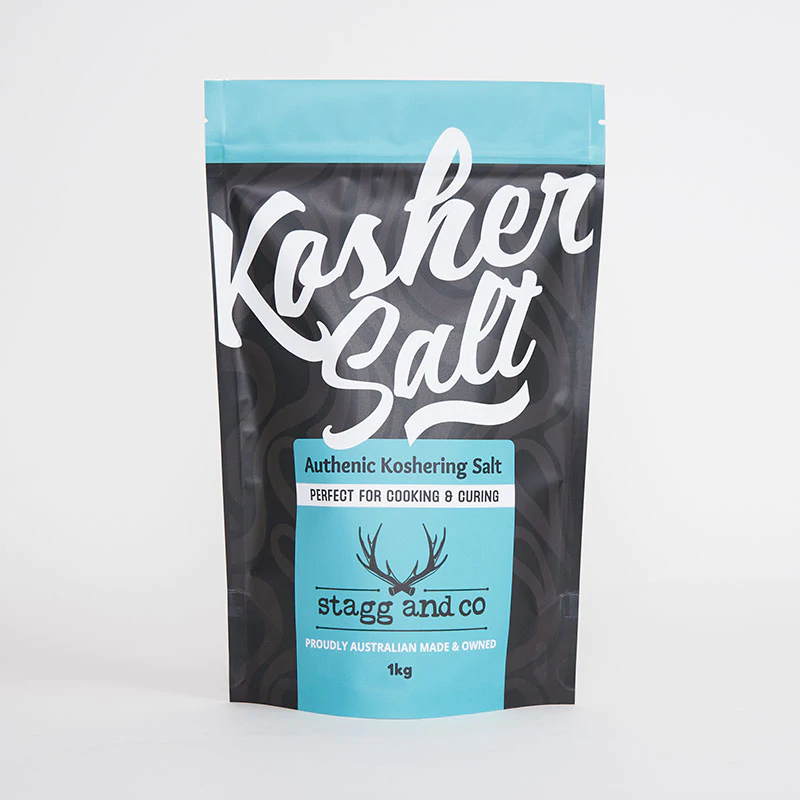 Kosher
Salt
Authenic Koshering Salt
PERFECT FOR COOKING & CURING
stagg and co
PROUDLY AUSTRALIAN MADE & OWNED
1kg